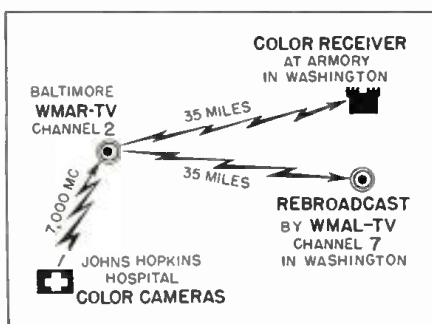 COLOR RECEIVER
AT ARMORY
IN WASHINGTON
BALTIMORE
WMAR-TV
CHANNEL 2
35 MILES
35 MILES
7,000 MC
REBROADCAST
BY WMAL-TV
CHANNEL 7
IN WASHINGTON
JOHNS HOPKINS
HOSPITAL
COLOR CAMERAS